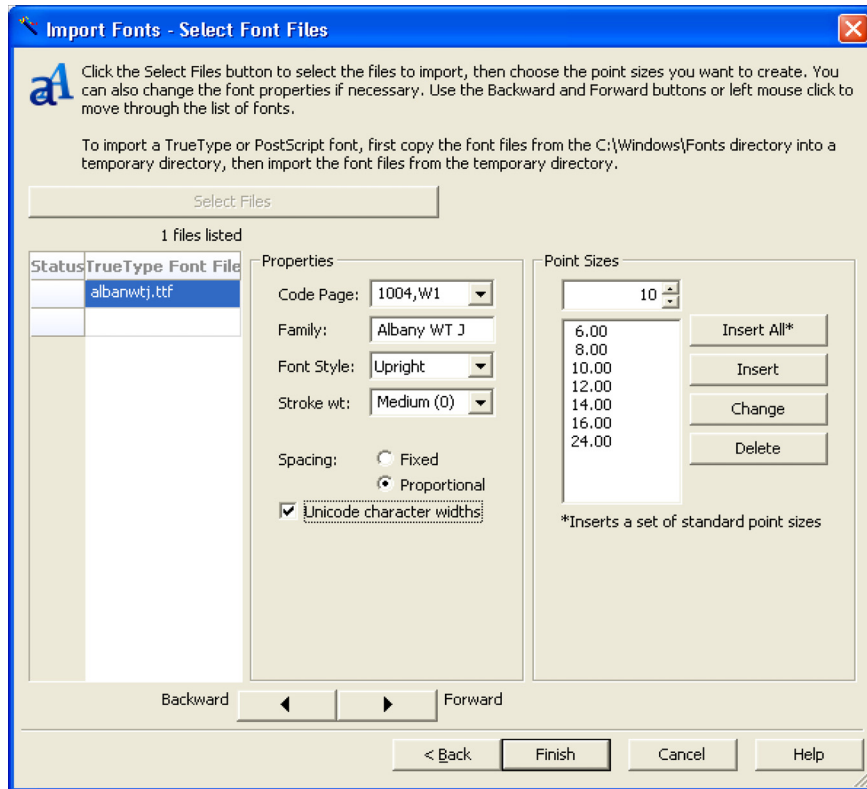 Import Fonts - Select Font Files
Click the Select Files button to select the files to import, then choose the point sizes you want to create. You
can also change the font properties if necessary. Use the Backward and Forward buttons or left mouse click to
move through the list of fonts.
To import a TrueType or PostScript font, first copy the font files from the C:\Windows\Fonts directory into a
temporary directory, then import the font files from the temporary directory.
Select Files
1 files listed
Status TrueType Font File
albanwtj.ttf
Properties
Code Page: 1004,W1
Family: Albany WT J
Font Style: Upright
Stroke wt: Medium (0)
Spacing: Fixed
Proportional
Unicode character widths
Point Sizes
10
6.00
8.00
10.00
12.00
14.00
16.00
24.00
Insert All*
Insert
Change
Delete
*Inserts a set of standard point sizes
Backward Forward
< Back Finish Cancel Help